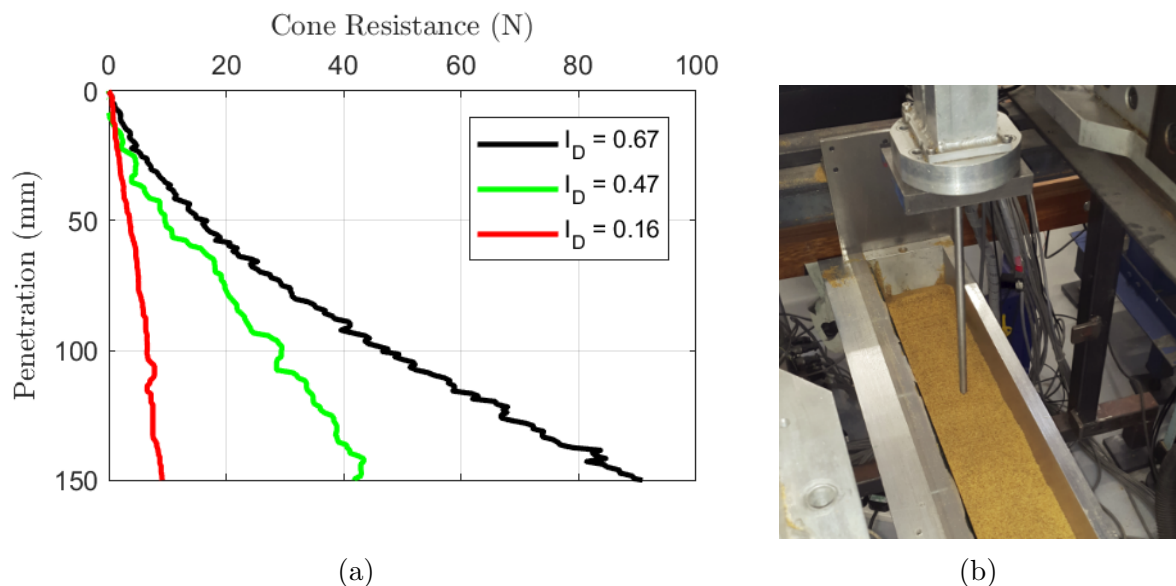 Cone Resistance (N)
0 20 40 60 80 100
0
50
100
150
Penetration (mm)
I_D = 0.67
I_D = 0.47
I_D = 0.16
(a)
(b)